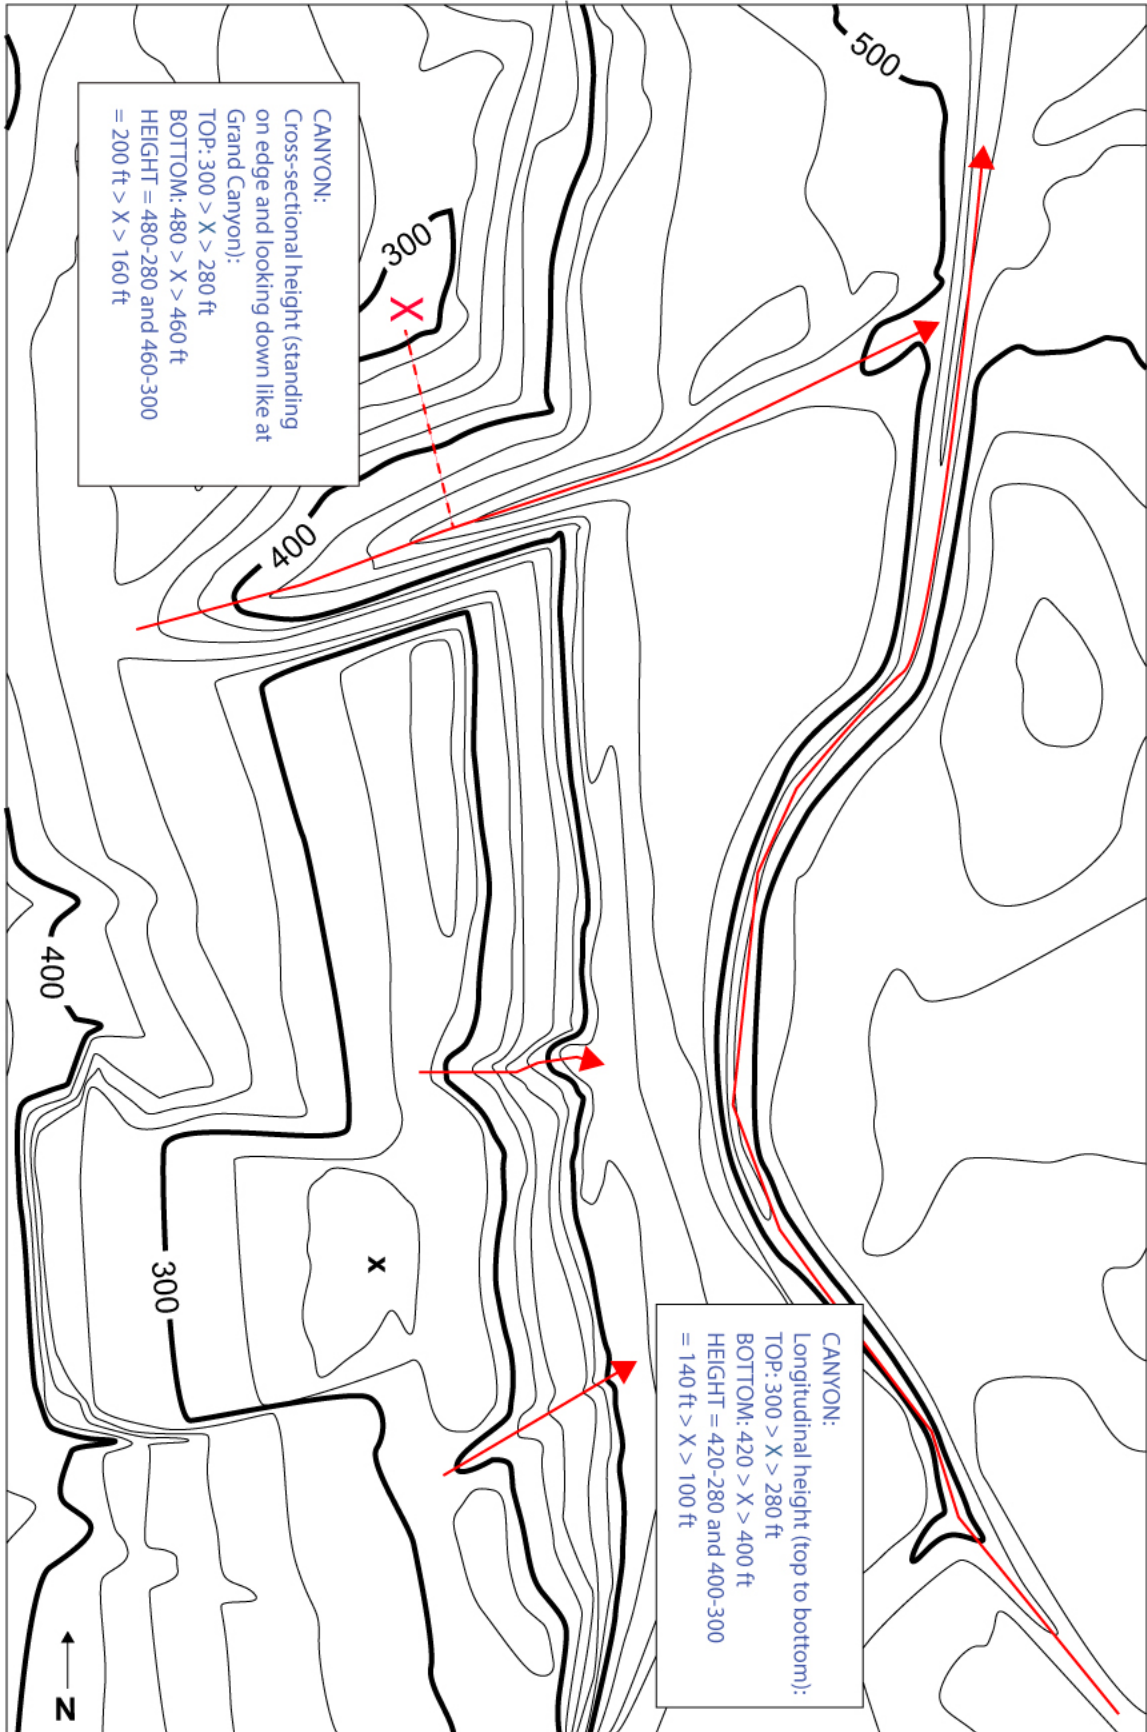 500
300
400
CANYON:
Cross-sectional height (standing
on edge and looking down like at
Grand Canyon):
TOP: 300 > X > 280 ft
BOTTOM: 480 > X > 460 ft
HEIGHT = 480-280 and 460-300
= 200 ft > X > 160 ft
X
400
300
x
CANYON:
Longitudinal height (top to bottom):
TOP: 300 > X > 280 ft
BOTTOM: 420 > X > 400 ft
HEIGHT = 420-280 and 400-300
= 140 ft > X > 100 ft
N